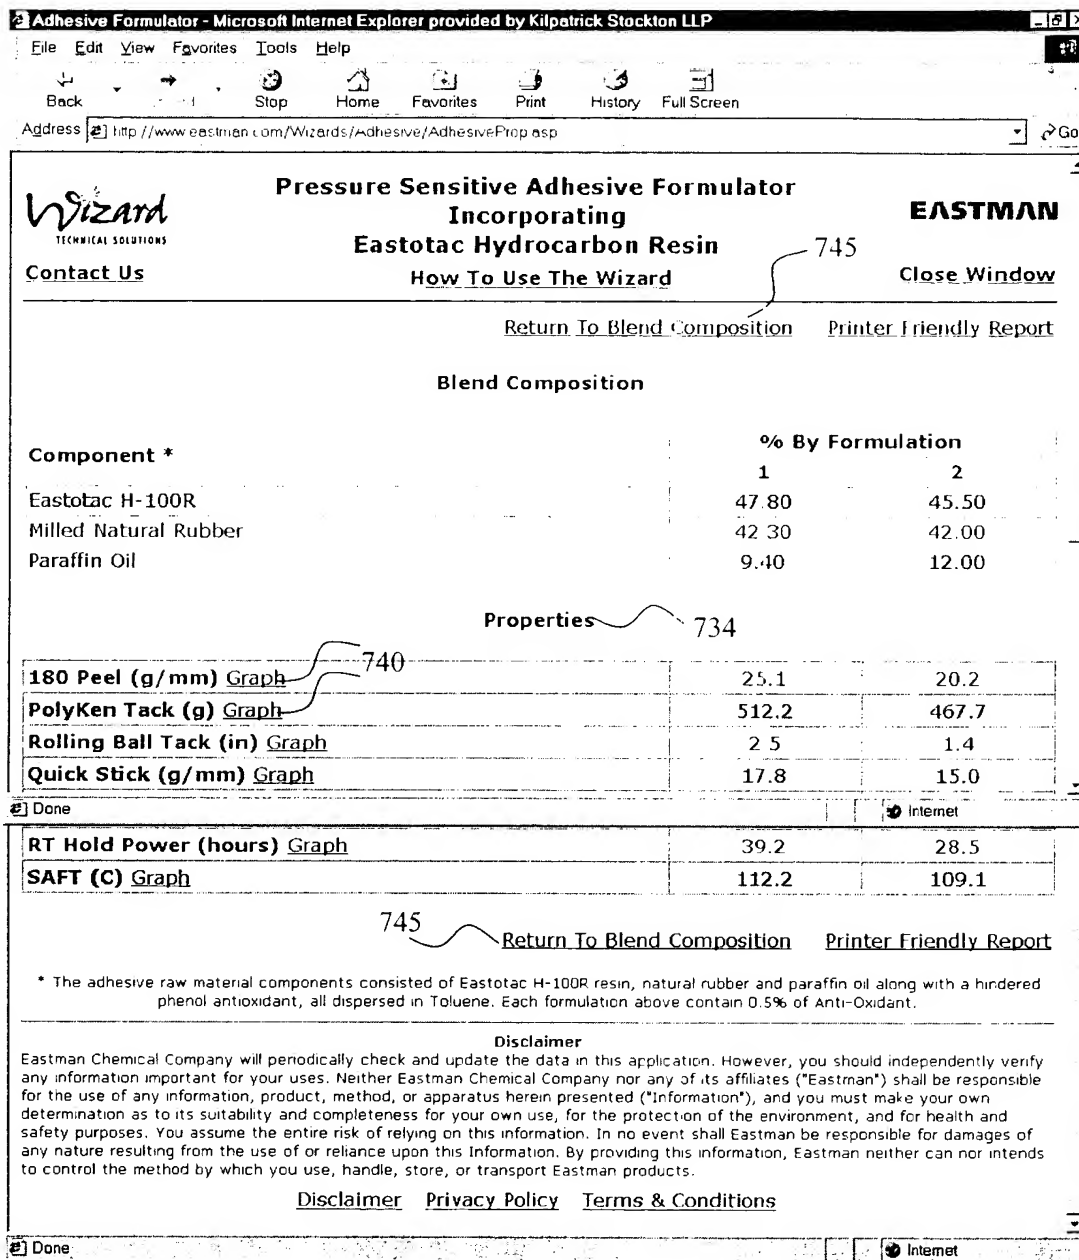 Adhesive Formulator - Microsoft Internet Explorer provided by Kilpatrick Stockton LLP
File Edit View Favorites Tools Help
Back Stop Home Favorites Print History Full Screen
Address http://www.eastman.com/Wizards/Adhesive/AdhesiveProp.asp Go
Wizard
TECHNICAL SOLUTIONS
Pressure Sensitive Adhesive Formulator
Incorporating
Eastotac Hydrocarbon Resin
EASTMAN
745
Contact Us How To Use The Wizard Close Window
Return To Blend Composition Printer Friendly Report
Blend Composition
Component * % By Formulation
1 2
Eastotac H-100R 47.80 45.50
Milled Natural Rubber 42 30 42.00
Paraffin Oil 9.40 12.00
Properties 734
740
180 Peel (g/mm) Graph 25.1 20.2
PolyKen Tack (g) Graph 512.2 467.7
Rolling Ball Tack (in) Graph 2 5 1.4
Quick Stick (g/mm) Graph 17.8 15.0
Done Internet
RT Hold Power (hours) Graph 39.2 28.5
SAFT (C) Graph 112.2 109.1
745
Return To Blend Composition Printer Friendly Report
* The adhesive raw material components consisted of Eastotac H-100R resin, natural rubber and paraffin oil along with a hindered
phenol antioxidant, all dispersed in Toluene. Each formulation above contain 0.5% of Anti-Oxidant.
Disclaimer
Eastman Chemical Company will periodically check and update the data in this application. However, you should independently verify
any information important for your uses. Neither Eastman Chemical Company nor any of its affiliates ("Eastman") shall be responsible
for the use of any information, product, method, or apparatus herein presented ("Information"), and you must make your own
determination as to its suitability and completeness for your own use, for the protection of the environment, and for health and
safety purposes. You assume the entire risk of relying on this information. In no event shall Eastman be responsible for damages of
any nature resulting from the use of or reliance upon this Information. By providing this information, Eastman neither can nor intends
to control the method by which you use, handle, store, or transport Eastman products.
Disclaimer Privacy Policy Terms & Conditions
Done Internet